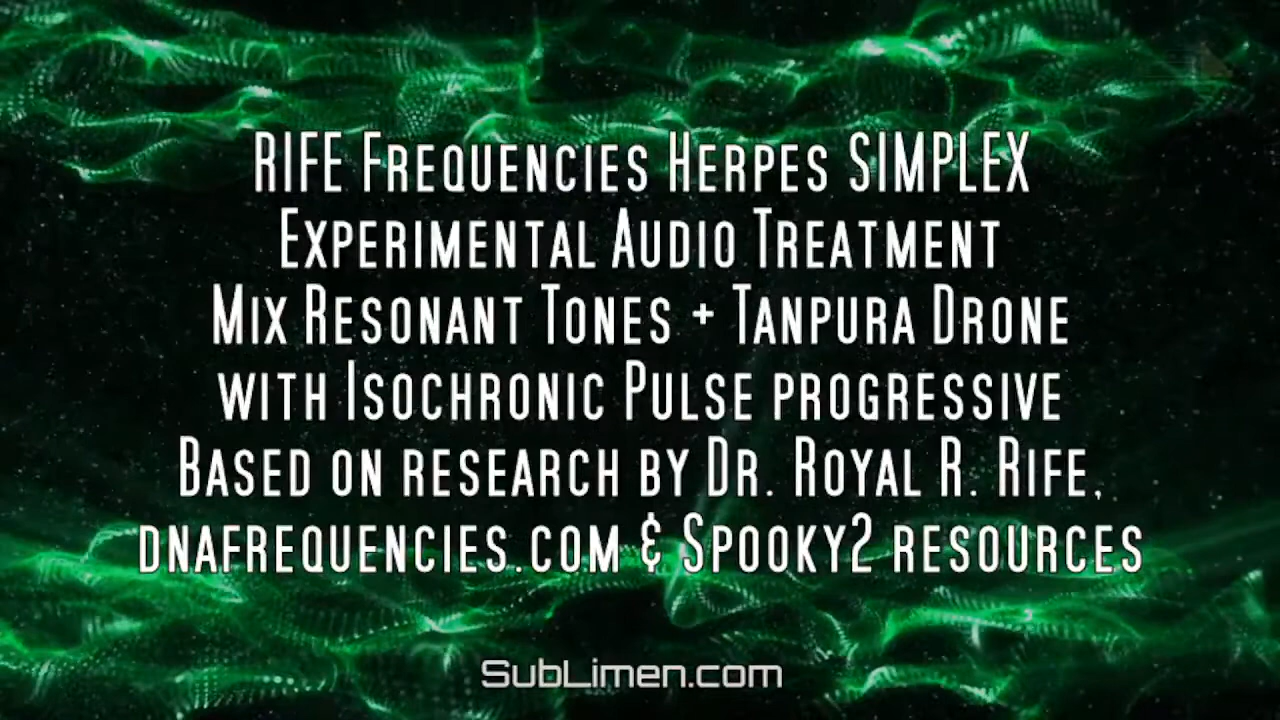 RIFE Frequencies Herpes SIMPLEX
Experimental Audio Treatment
Mix Resonant Tones + Tanpura Drone
with Isochronic Pulse progressive
Based on research by Dr. Royal R. Rife,
dnafrequencies.com & Spooky2 resources
SubLimen.com